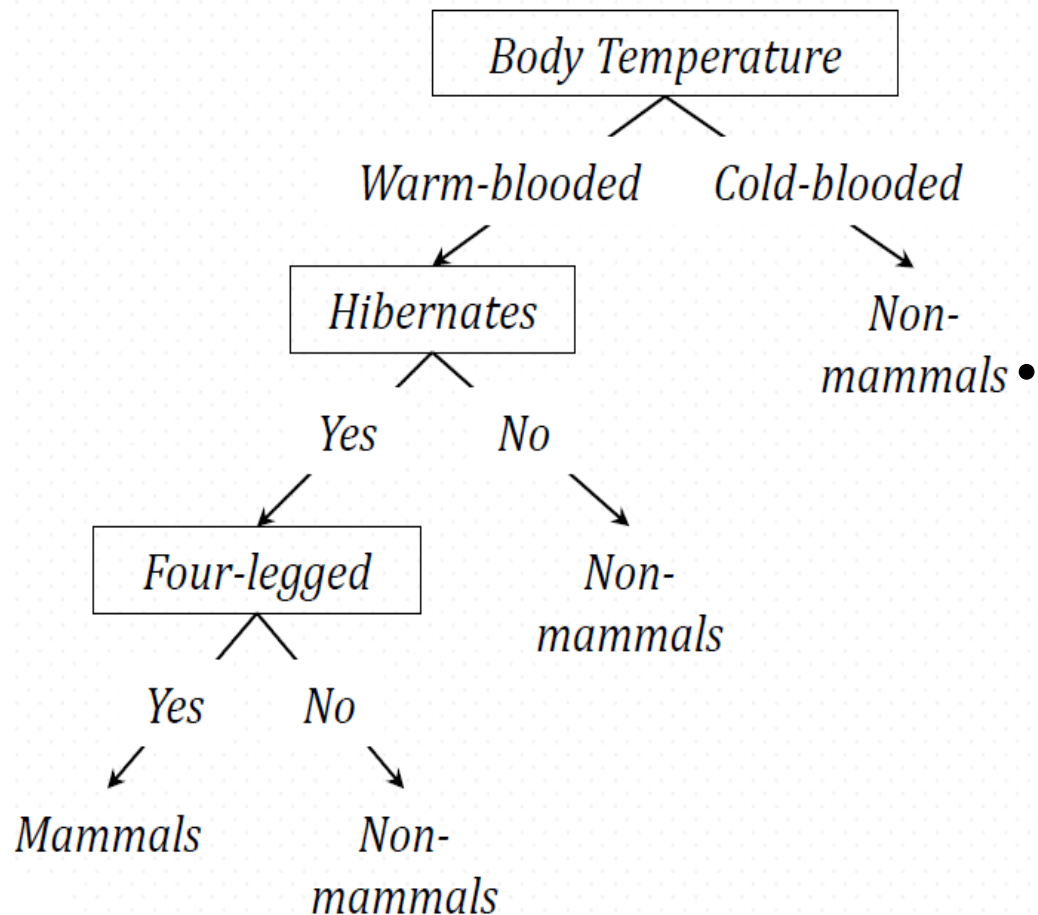 Body Temperature
Warm-blooded Cold-blooded
Hibernates
Non-
mammals •
Yes No
Four-legged
Non-
mammals
Yes No
Mammals
Non-
mammals